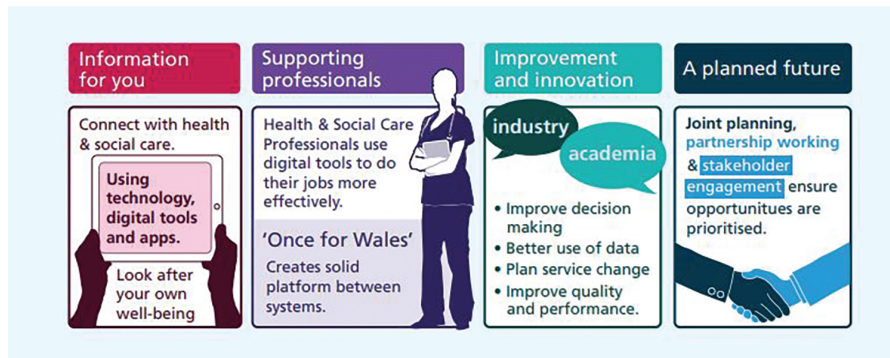 Information
for you
Connect with health
& social care.
Using
technology,
digital tools
and apps.
Look after
your own
well-being
Supporting
professionals
Health & Social Care
Professionals use
digital tools to do
their jobs more
effectively.
‘Once for Wales’
Creates solid
platform between
systems.
Improvement
and innovation
industry
academia
• Improve decision
making
• Better use of data
• Plan service change
• Improve quality
and performance.
A planned future
Joint planning,
partnership working
& stakeholder
engagement ensure
opportunitues are
prioritised.